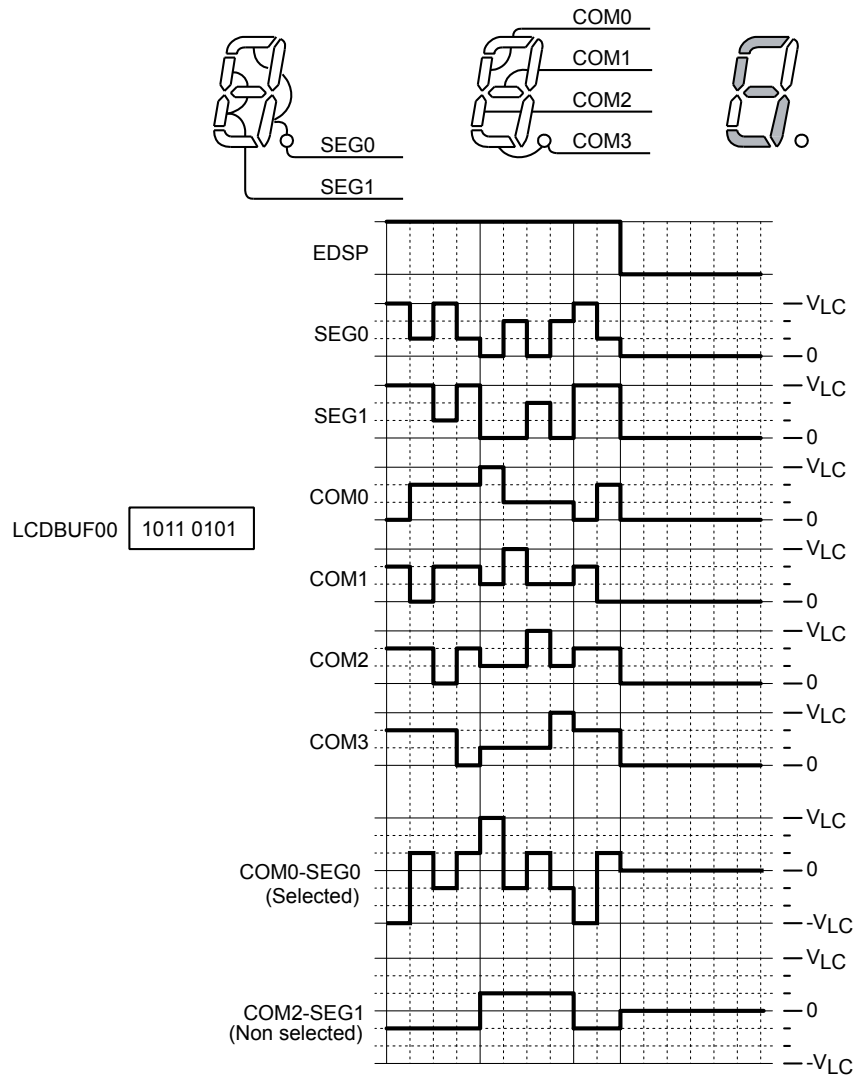 COM0
COM1
COM2
COM3
SEG0
SEG1
EDSP
SEG0
VLC
0
SEG1
VLC
0
COM0
VLC
0
LCDBUF00 1011 0101
COM1
VLC
0
COM2
VLC
0
COM3
VLC
0
COM0-SEG0
(Selected)
VLC
0
-VLC
COM2-SEG1
(Non selected)
VLC
0
-VLC